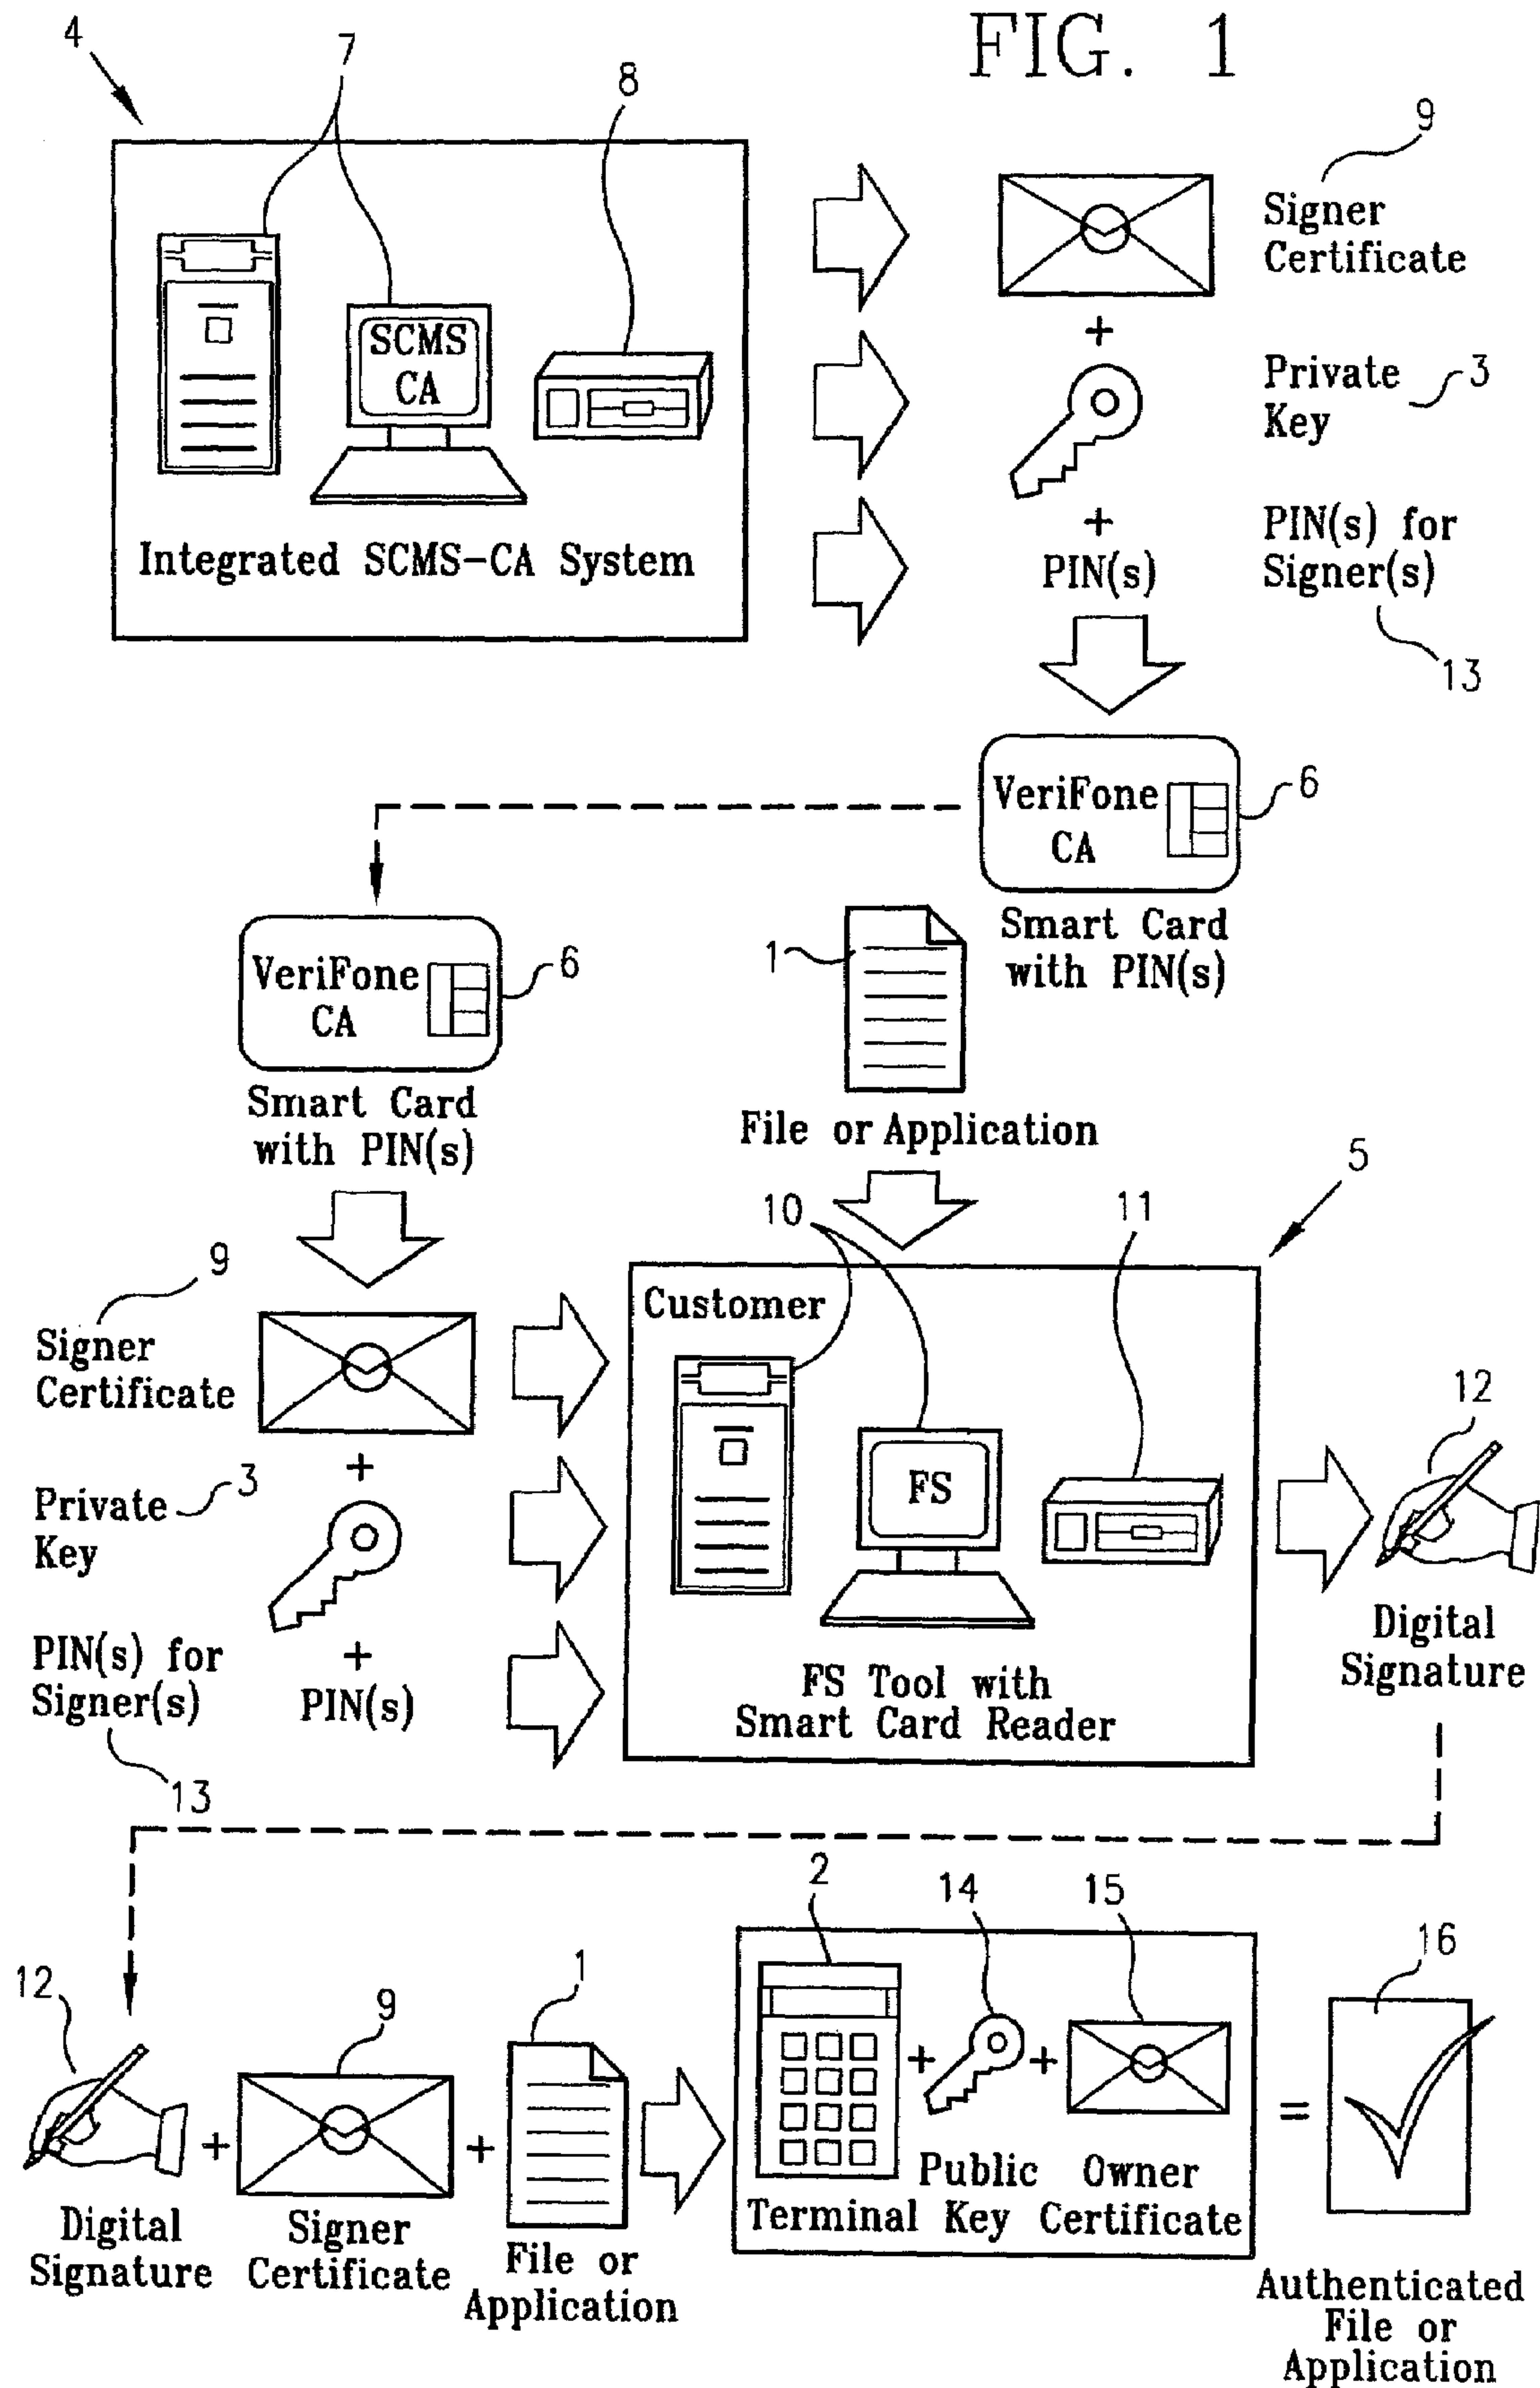 FIG. 1
4
7
8
9
SCMS
CA
Integrated SCMS-CA System
Signer
Certificate
+
Private
Key
3
+
PIN(s)
PIN(s) for
Signer(s)
13
VeriFone
CA
6
Smart Card
with PIN(s)
VeriFone
CA
6
Smart Card
with PIN(s)
1
File or Application
5
10
11
9
Signer
Certificate
+
Private
Key
3
+
PIN(s)
PIN(s) for
Signer(s)
13
Customer
FS
FS Tool with
Smart Card Reader
12
Digital
Signature
12
+
9
+
1
Digital
Signature
Signer
Certificate
File or
Application
2
14
15
+
+
Terminal
Public
Key
Owner
Certificate
=
16
Authenticated
File or
Application